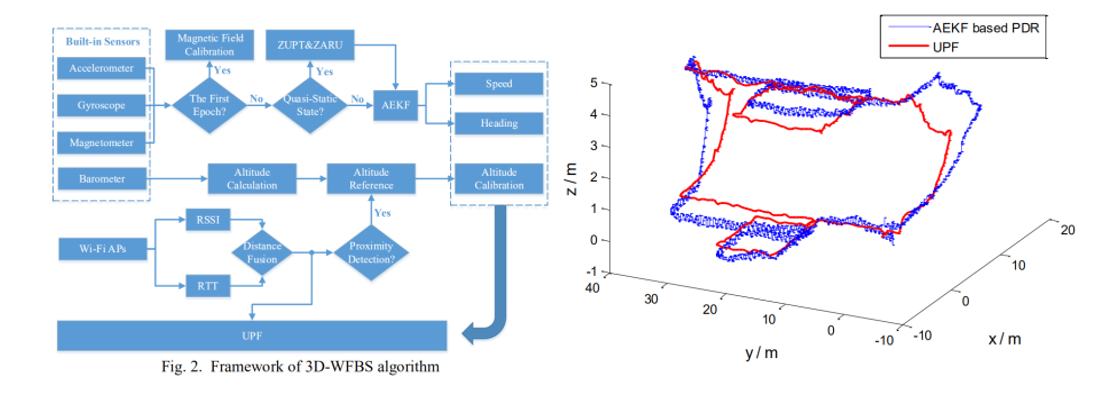 Built-in Sensors
Accelerometer
Gyroscope
Magnetometer
Barometer
Magnetic Field
Calibration
Yes
The First
Epoch?
No
ZUPT&ZARU
Yes
Quasi-Static
State?
No
AEKF
Speed
Heading
Altitude
Calculation
Altitude
Reference
Altitude
Calibration
Yes
Wi-Fi APs
RSSI
RTT
Distance
Fusion
Proximity
Detection?
UPF
Fig. 2. Framework of 3D-WFBS algorithm
AEKF based PDR
UPF
5
4
3
2
1
0
-1
z / m
40
30
20
10
0
-10
y / m
-10
0
10
20
x / m